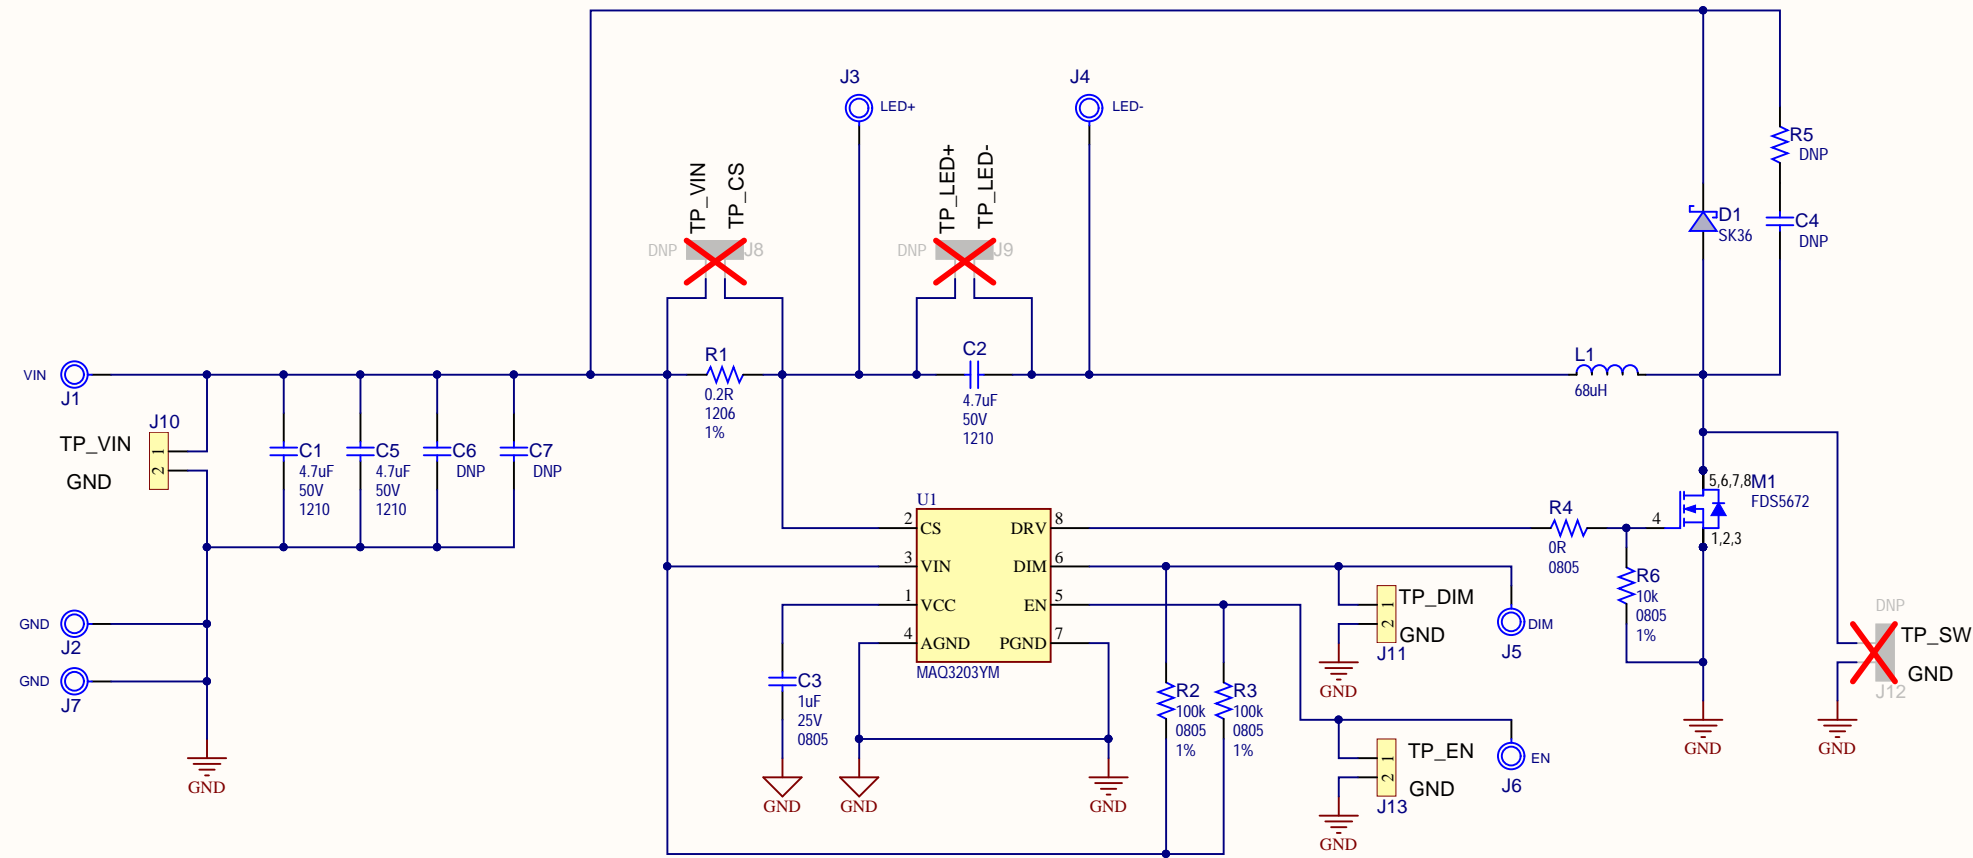 J3
LED+
J4
LED-
TP_VIN
TP_CS
DNP
J8
TP_LED+
TP_LED-
DNP
J9
R5
DNP
D1
SK36
C4
DNP
VIN
J1
J10
TP_VIN
1
2
GND
C1
4.7uF
50V
1210
C5
4.7uF
50V
1210
C6
DNP
C7
DNP
R1
0.2R
1206
1%
C2
4.7uF
50V
1210
L1
68uH
5,6,7,8
M1
FDS5672
4
1,2,3
U1
2
CS
3
VIN
1
VCC
4
AGND
DRV
8
DIM
6
EN
5
PGND
7
MAQ3203YM
R4
0R
0805
R6
10k
0805
1%
GND
J2
GND
J7
GND
C3
1uF
25V
0805
GND
GND
GND
R2
100k
0805
1%
R3
100k
0805
1%
TP_DIM
1
2
GND
J11
GND
DIM
J5
TP_EN
1
2
GND
J13
GND
EN
J6
GND
DNP
TP_SW
GND
J12
GND